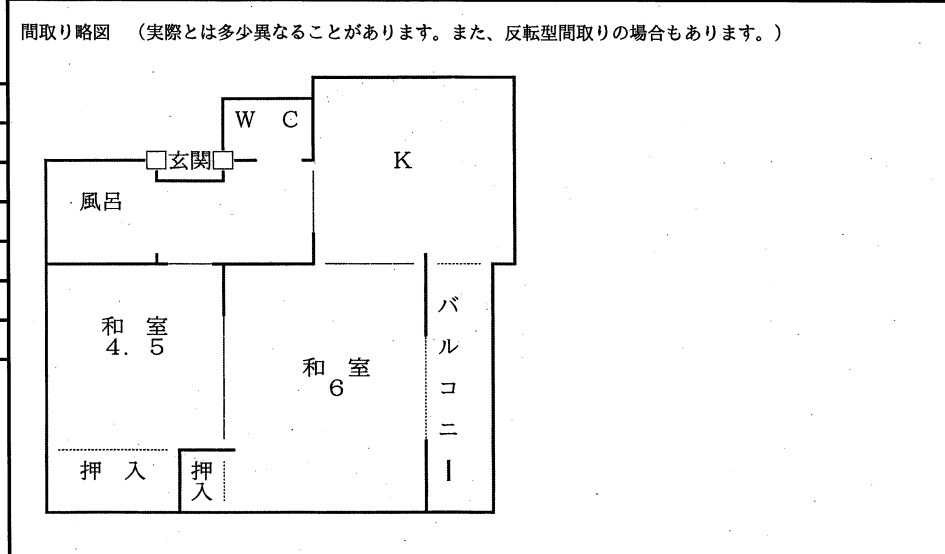 間取り略図　（実際とは多少異なることがあります。また、反転型間取りの場合もあります。）
ＷＣ
玄関
Ｋ
風呂
和室
４．５
和室
６
バルコニー
押入
押入